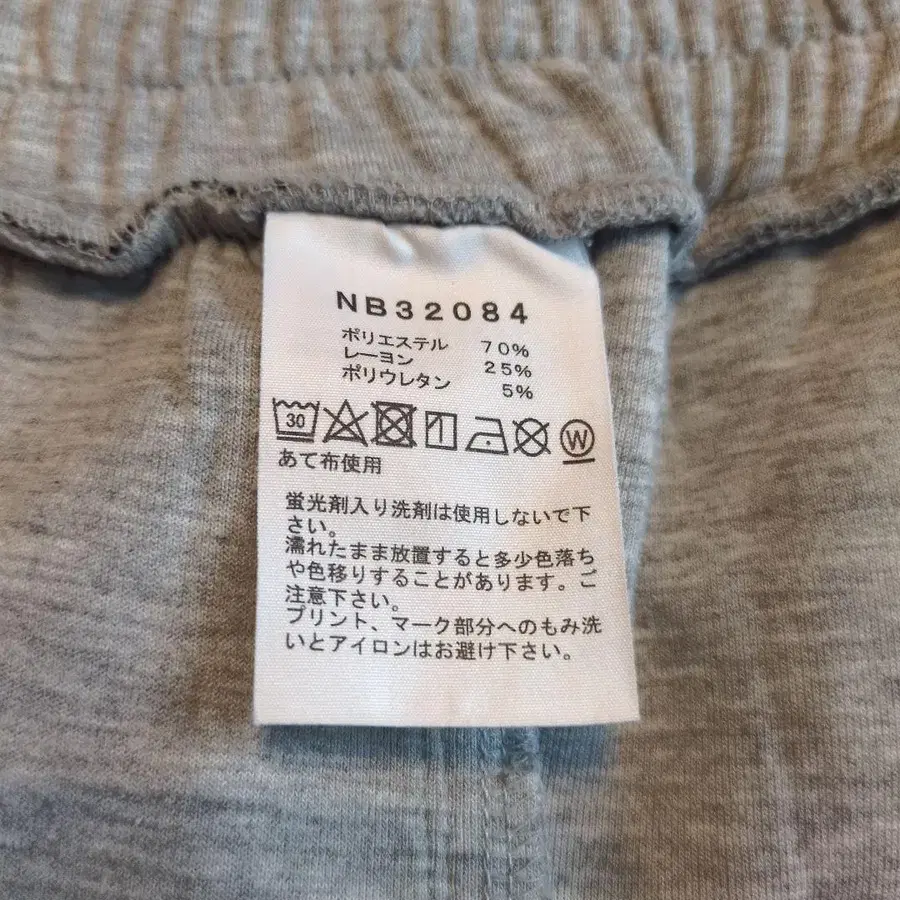 NB32084
ポリエステル 70%
レーヨン 25%
ポリウレタン 5%
30 W
あて布使用
蛍光剤入り洗剤は使用しないで下
さい。
濡れたまま放置すると多少色落ち
や色移りすることがあります。ご
注意下さい。
プリント、マーク部分へのもみ洗
いとアイロンはお避け下さい。